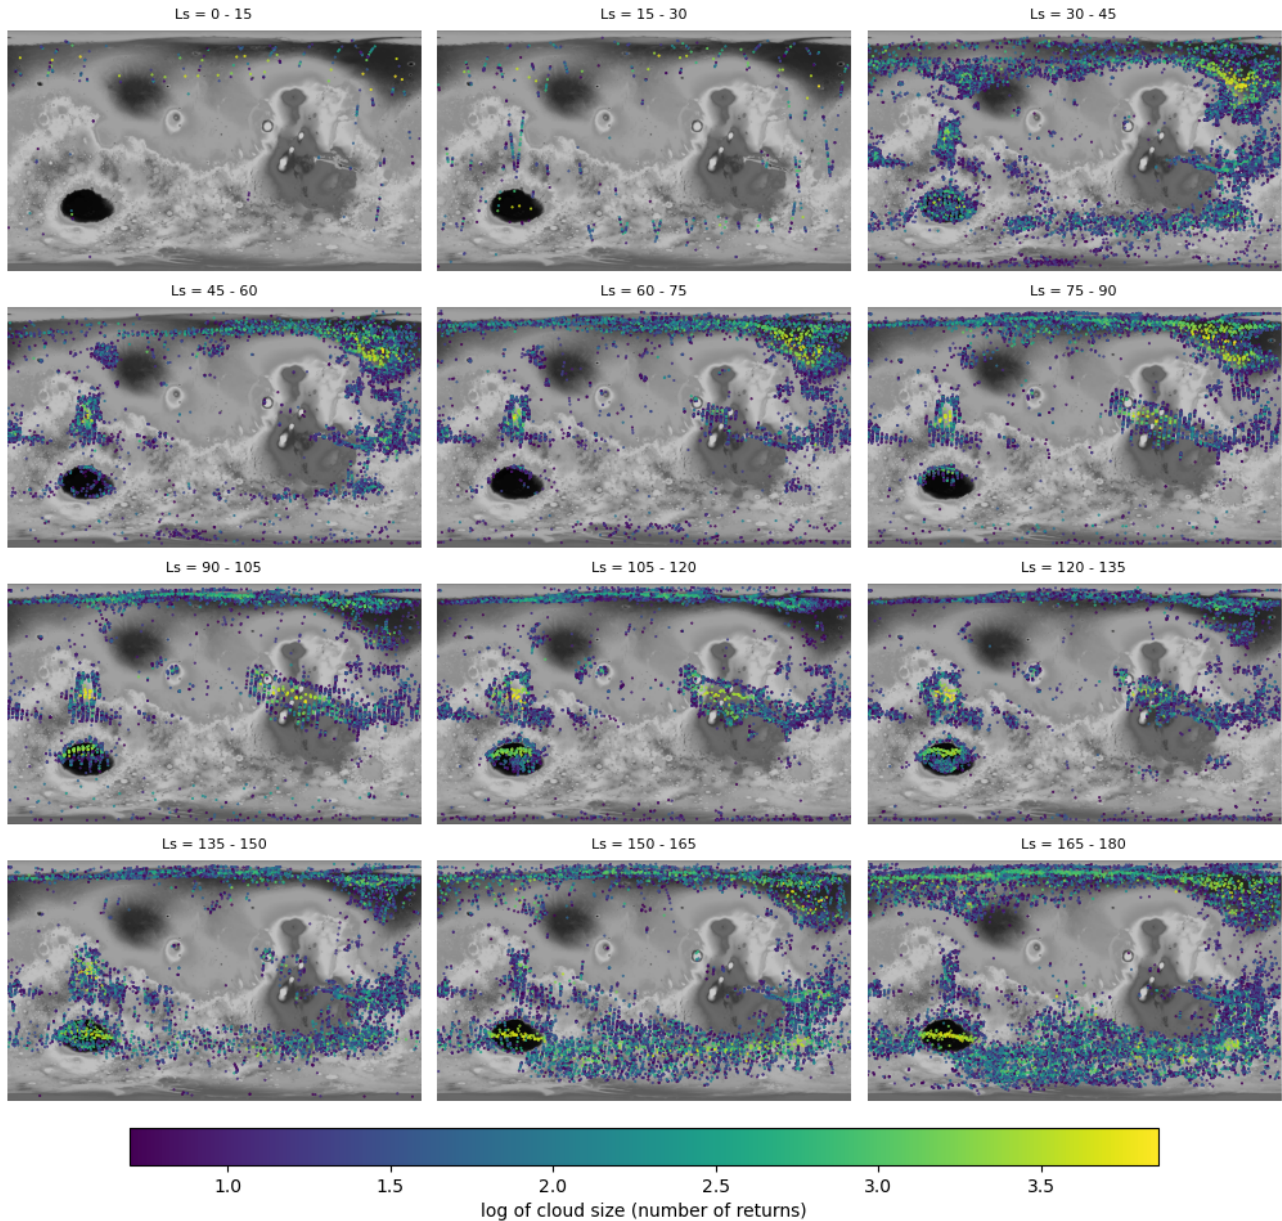 Ls = 0 - 15
Ls = 15 - 30
Ls = 30 - 45
Ls = 45 - 60
Ls = 60 - 75
Ls = 75 - 90
Ls = 90 - 105
Ls = 105 - 120
Ls = 120 - 135
Ls = 135 - 150
Ls = 150 - 165
Ls = 165 - 180
1.0 1.5 2.0 2.5 3.0 3.5
log of cloud size (number of returns)